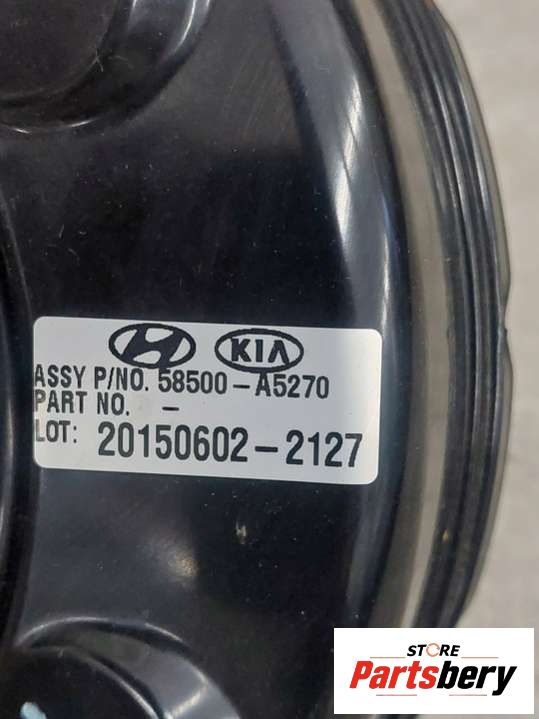 KIA
ASSY P/NO. 58500-A5270
PART NO. -
LOT: 20150602-2127
STORE
Partsbery